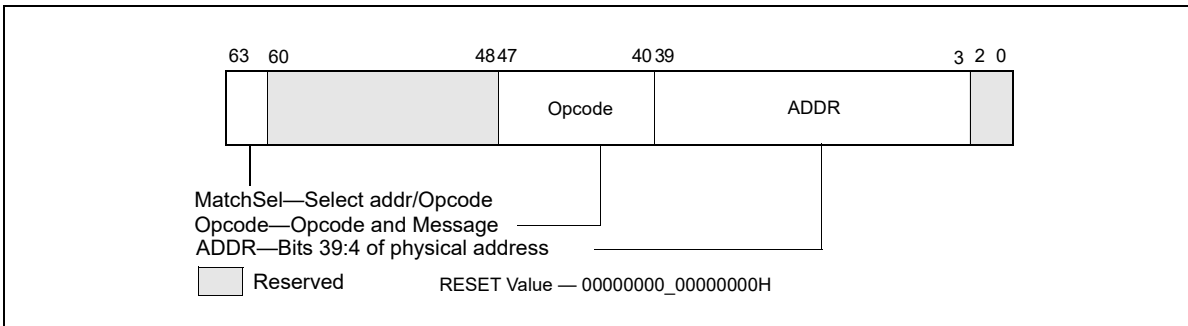 63 60 48 47 40 39 3 2 0
Opcode ADDR
MatchSel—Select addr/Opcode
Opcode—Opcode and Message
ADDR—Bits 39:4 of physical address
Reserved RESET Value — 00000000_00000000H